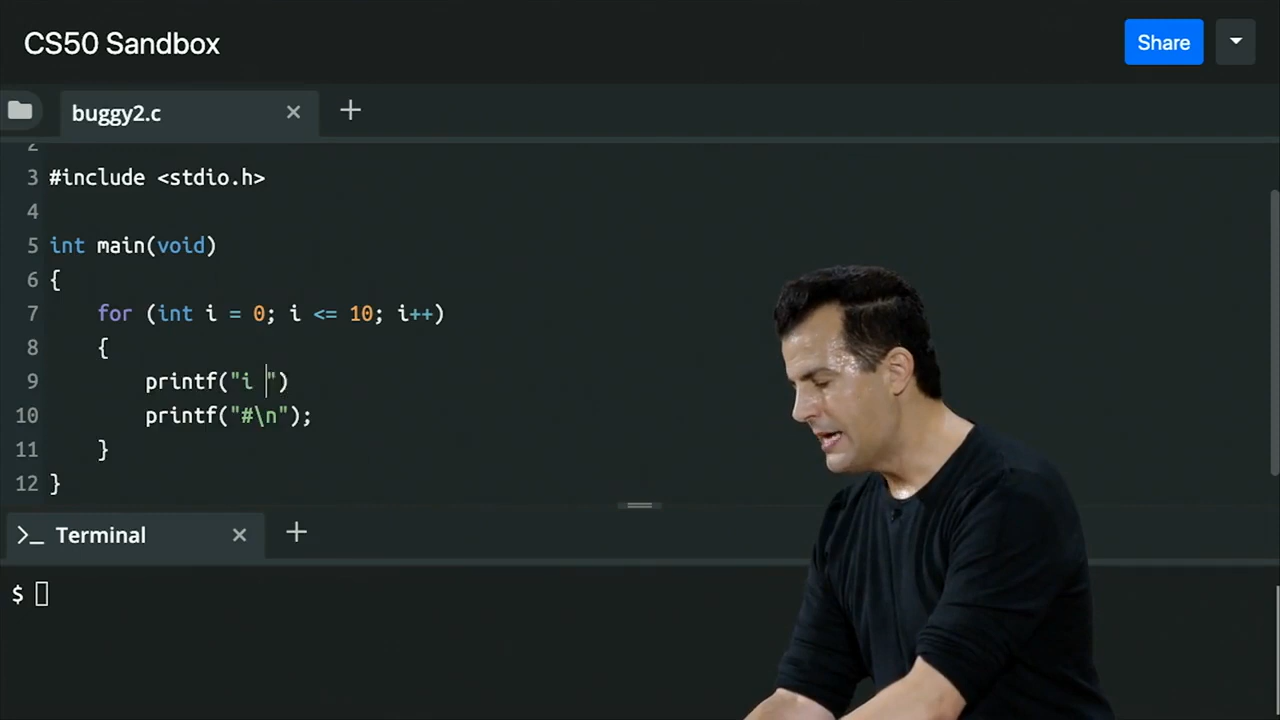 CS50 Sandbox
Share
buggy2.c
2
3 #include <stdio.h>
4
5 int main(void)
6 {
7 for (int i = 0; i <= 10; i++)
8 {
9 printf("i ")
10 printf("#\n");
11 }
12 }
>_ Terminal
$